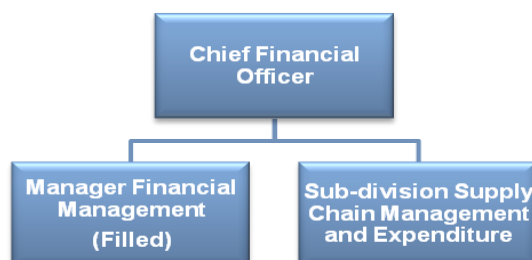 Chief Financial
Officer
Manager Financial
Management
(Filled)
Sub-division Supply
Chain Management
and Expenditure